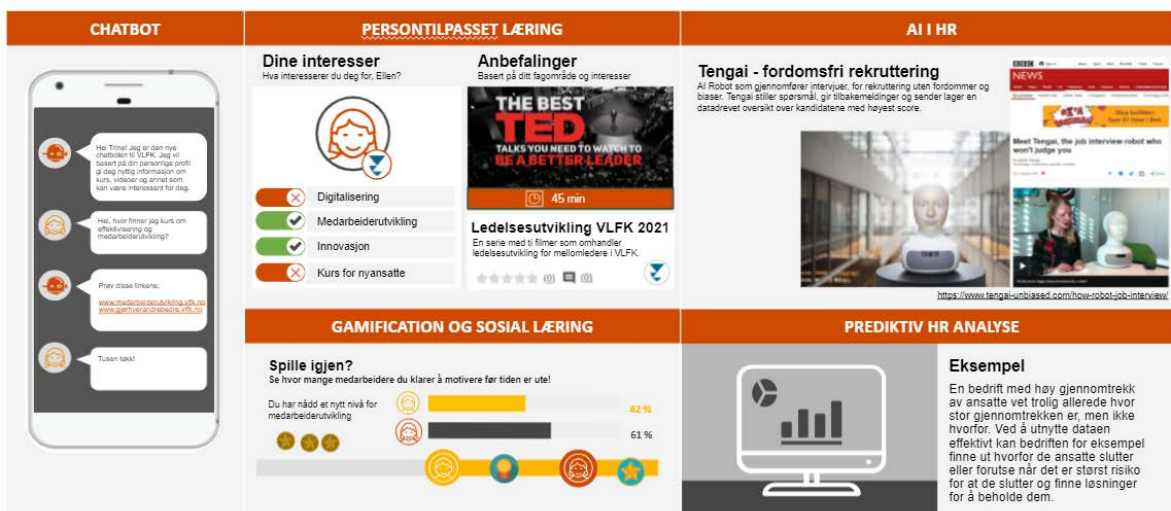 CHATBOT
Hei Trine! Jeg er den nye
chatboten til VLFK. Jeg vil
basert på din personlige profil
gi deg nyttig informasjon om
kurs, videoer og annet som
kan være interessant for deg.
Hei, hvor finner jeg kurs om
effektivisering og
medarbeiderutvikling?
Prøv disse linkene.
www.medarbeiderutvikling.vlfk.no
www.gjørhverandrebedre.vlfk.no
Tusen takk!
PERSONTILPASSET LÆRING
Dine interesser
Hva interesserer du deg for, Ellen?
Digitalisering
Medarbeiderutvikling
Innovasjon
Kurs for nyansatte
Anbefalinger
Basert på ditt fagområde og interesser
THE BEST
TED
TALKS YOU NEED TO WATCH TO
BE A BETTER LEADER
45 min
Ledelsesutvikling VLFK 2021
En serie med ti filmer som omhandler
ledelsesutvikling for mellomledere i VLFK.
(0) (0)
AI I HR
Tengai - fordomsfri rekruttering
AI Robot som gjennomfører intervjuer, for rekruttering uten fordommer og
biaser. Tengai stiller spørsmål, gir tilbakemeldinger og sender lager en
datadrevet oversikt over kandidatene med høyest score.
BBC
NEWS
Meet Tengai, the job interview robot who
won't judge you
https://www.tengai-unbiased.com/how-robot-job-interview/
GAMIFICATION OG SOSIAL LÆRING
Spille igjen?
Se hvor mange medarbeidere du klarer å motivere før tiden er ute!
Du har nådd et nytt nivå for
medarbeiderutvikling
42 %
61 %
PREDIKTIV HR ANALYSE
Eksempel
En bedrift med høy gjennomtrekk
av ansatte vet trolig allerede hvor
stor gjennomtrekken er, men ikke
hvorfor. Ved å utnytte dataen
effektivt kan bedriften for eksempel
finne ut hvorfor de ansatte slutter
eller forutse når det er størst risiko
for at de slutter og finne løsninger
for å beholde dem.